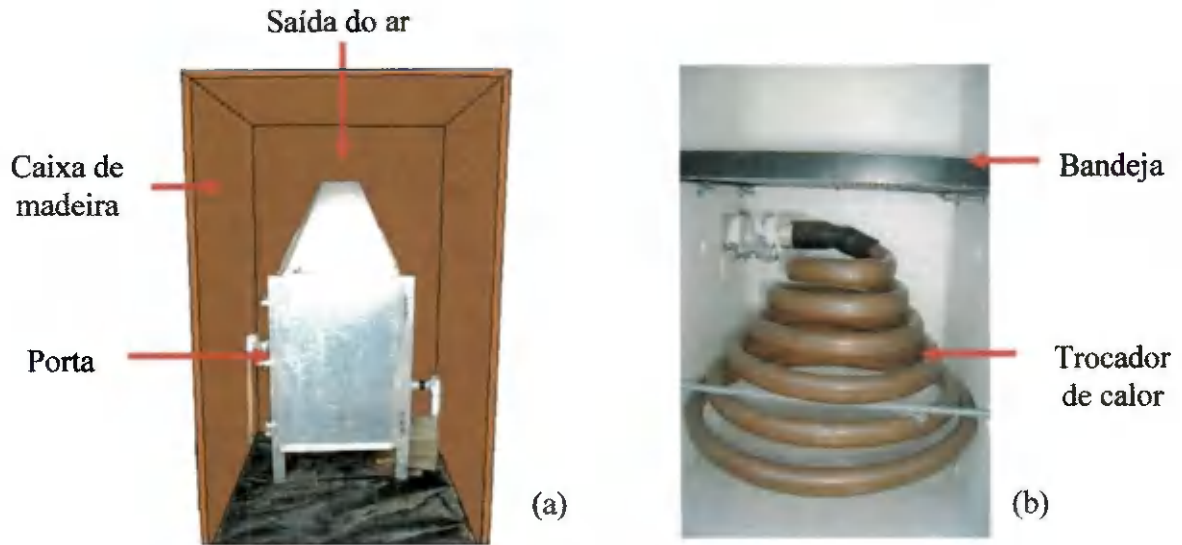 Saída do ar
Caixa de
madeira
Porta
(a)
Bandeja
Trocador
de calor
(b)